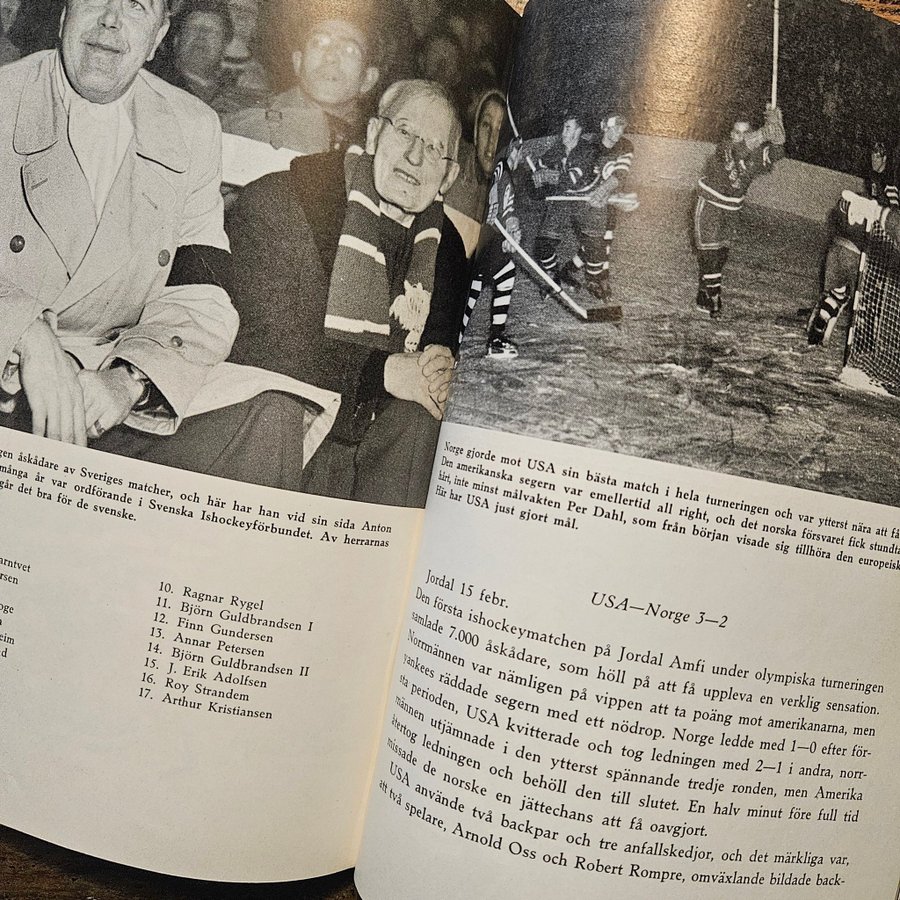 gen åskådare av Sveriges matcher, och här har han vid sin sida Anton
många år var ordförande i Svenska Ishockeyförbundet. Av herrarnas
går det bra för de svenske.
arntvet
rsen
oge
a
eim
d
10. Ragnar Rygel
11. Björn Guldbrandsen I
12. Finn Gundersen
13. Annar Petersen
14. Björn Guldbrandsen II
15. J. Erik Adolfsen
16. Roy Strandem
17. Arthur Kristiansen
Norge gjorde mot USA sin bästa match i hela turneringen och var ytterst nära att få
Den amerikanska segern var emellertid all right, och det norska försvaret fick stundta
hårt, inte minst målvakten Per Dahl, som från början visade sig tillhöra den europeisk
Här har USA just gjort mål.
Jordal 15 febr.
USA—Norge 3—2
Den första ishockeymatchen på Jordal Amfi under olympiska turneringen
samlade 7.000 åskådare, som höll på att få uppleva en verklig sensation.
Norrmännen var nämligen på vippen att ta poäng mot amerikanarna, men
yankees räddade segern med ett nödrop. Norge ledde med 1—0 efter för-
sta perioden, USA kvitterade och tog ledningen med 2—1 i andra, norr-
männen utjämnade i den ytterst spännande tredje ronden, men Amerika
återtog ledningen och behöll den till slutet. En halv minut före full tid
missade de norske en jättechans att få oavgjort.
USA använde två backpar och tre anfallskedjor, och det märkliga var,
att två spelare, Arnold Oss och Robert Rompre, omväxlande bildade back-